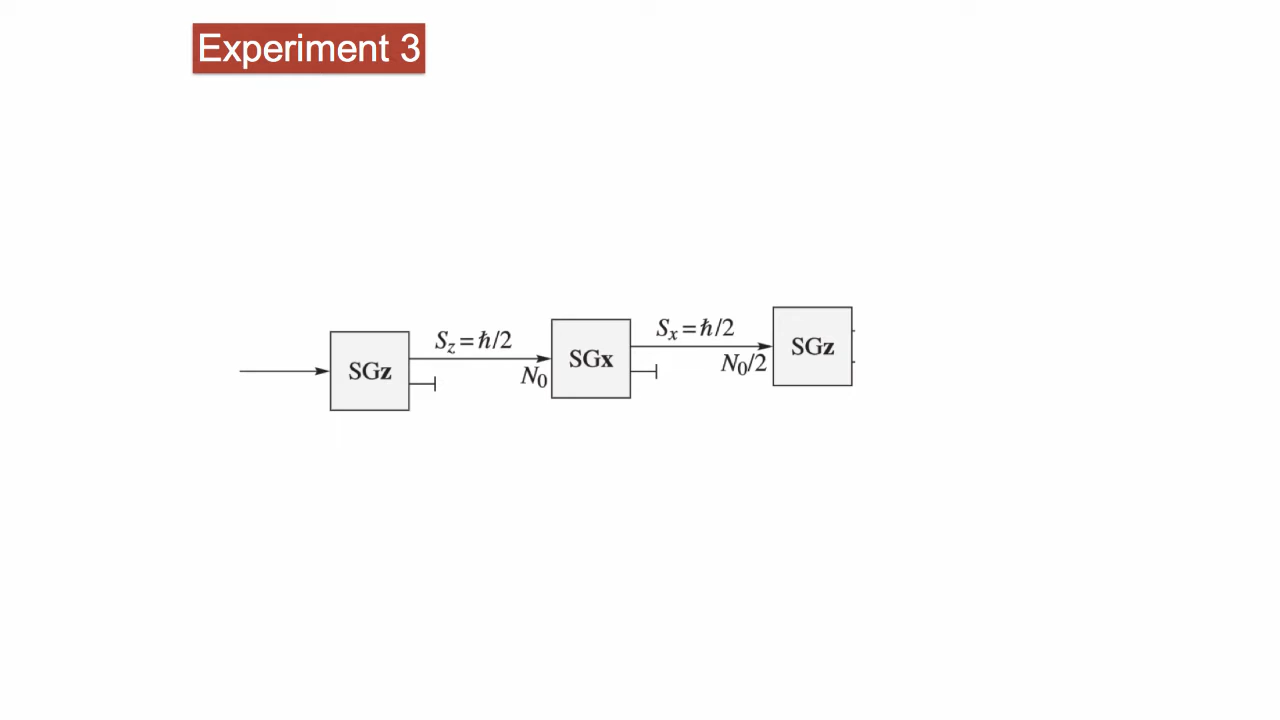 Experiment 3
SGz
S_z = ħ/2
N_0
SGx
S_x = ħ/2
N_0/2
SGz